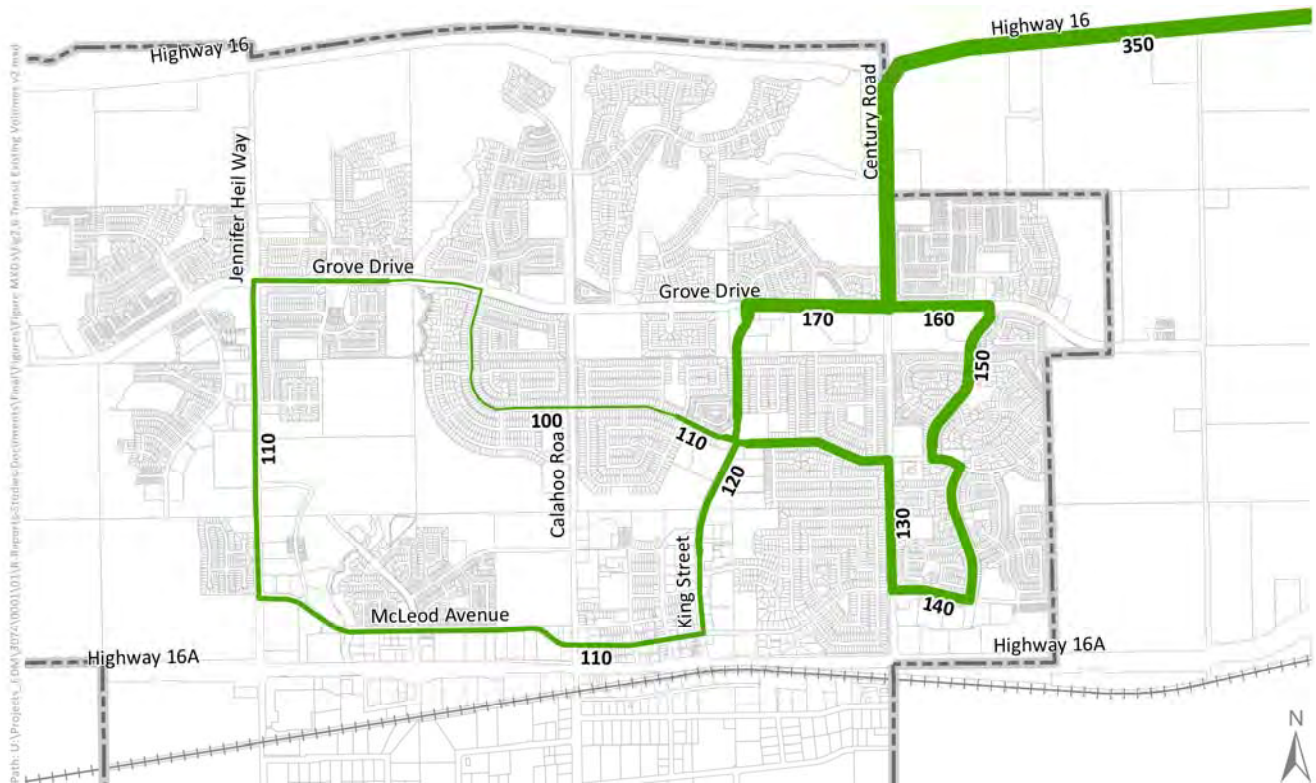 Highway 16
350
Highway 16
Century Road
Jennifer Heil Way
Grove Drive
Grove Drive
170
160
150
100
110
110
120
Calahoo Roa
130
King Street
140
McLeod Avenue
110
Highway 16A
Highway 16A
N